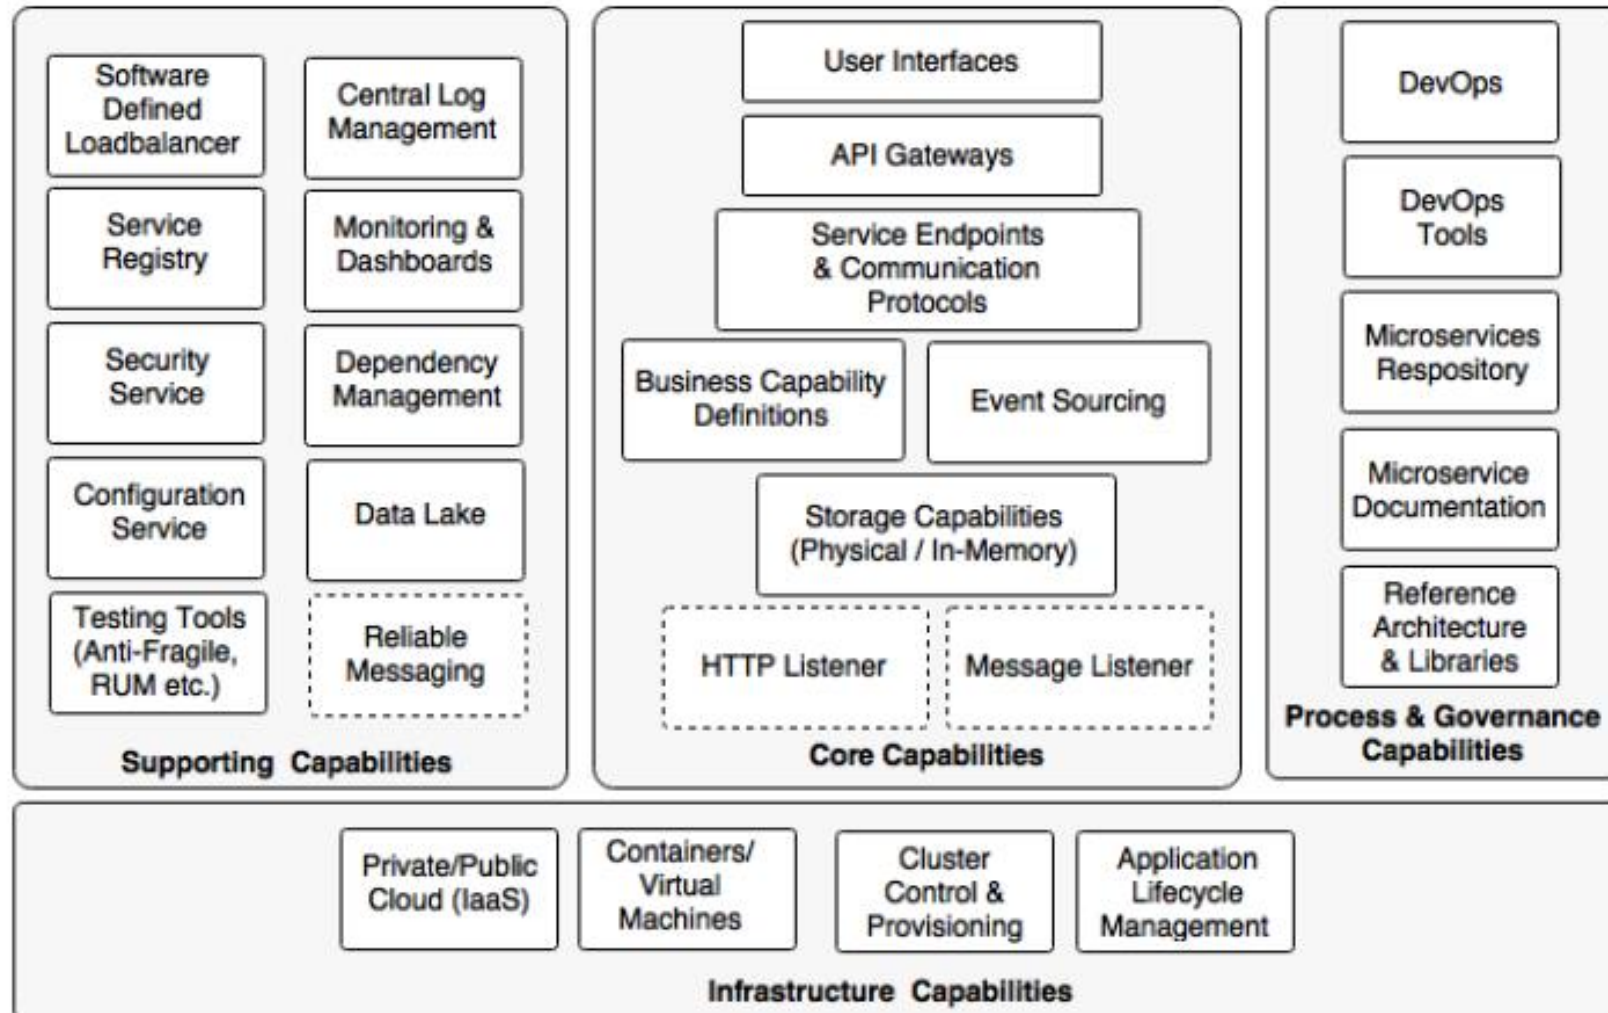 Software
Defined
Loadbalancer
Central Log
Management
Service
Registry
Monitoring &
Dashboards
Security
Service
Dependency
Management
Configuration
Service
Data Lake
Testing Tools
(Anti-Fragile,
RUM etc.)
Reliable
Messaging
Supporting Capabilities
User Interfaces
API Gateways
Service Endpoints
& Communication
Protocols
Business Capability
Definitions
Event Sourcing
Storage Capabilities
(Physical / In-Memory)
HTTP Listener
Message Listener
Core Capabilities
DevOps
DevOps
Tools
Microservices
Respository
Microservice
Documentation
Reference
Architecture
& Libraries
Process & Governance
Capabilities
Private/Public
Cloud (IaaS)
Containers/
Virtual
Machines
Cluster
Control &
Provisioning
Application
Lifecycle
Management
Infrastructure Capabilities